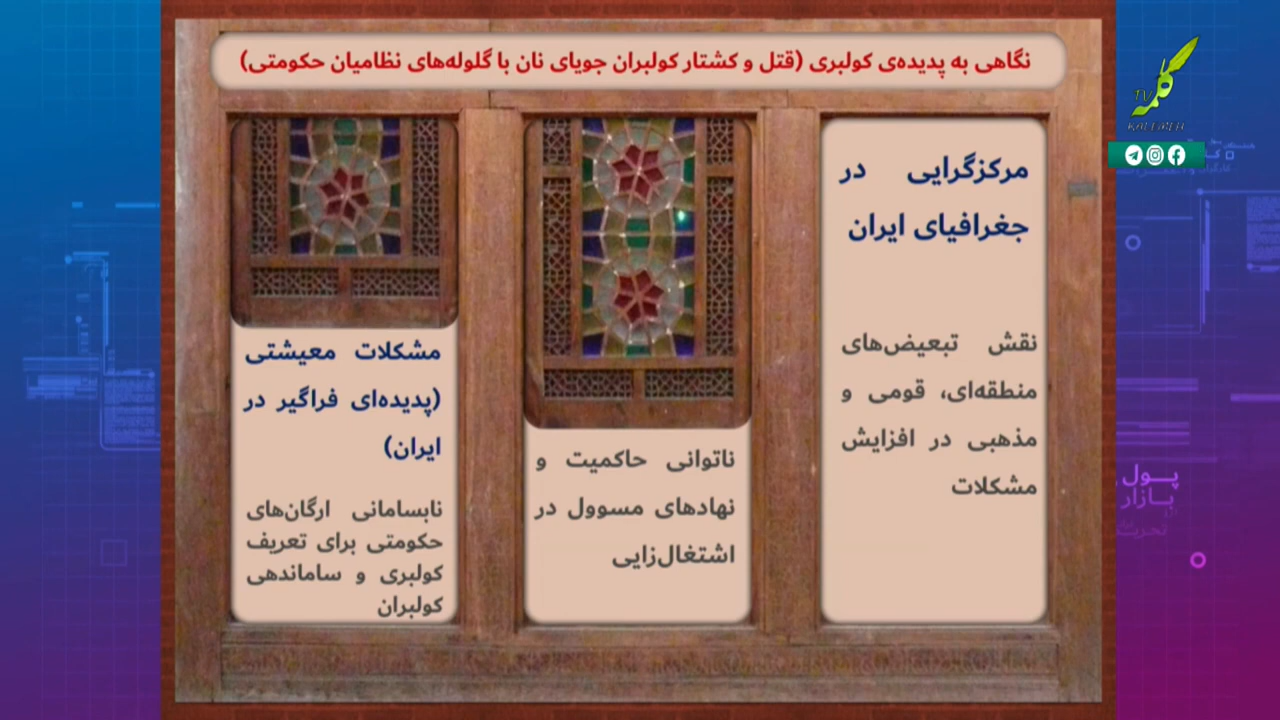 نگاهی به پدیده‌ی کولبری (قتل و کشتار کولبران جویای نان با گلوله‌های نظامیان حکومتی)
مرکزگرایی در
جغرافیای ایران
نقش تبعیض‌های
منطقه‌ای، قومی و
مذهبی در افزایش
مشکلات
ناتوانی حاکمیت و
نهادهای مسوول در
اشتغال‌زایی
مشکلات معیشتی
(پدیده‌ای فراگیر در
ایران)
نابسامانی ارگان‌های
حکومتی برای تعریف
کولبری و ساماندهی
کولبران
TV
کلمه
KALEMEH
پول
بازار